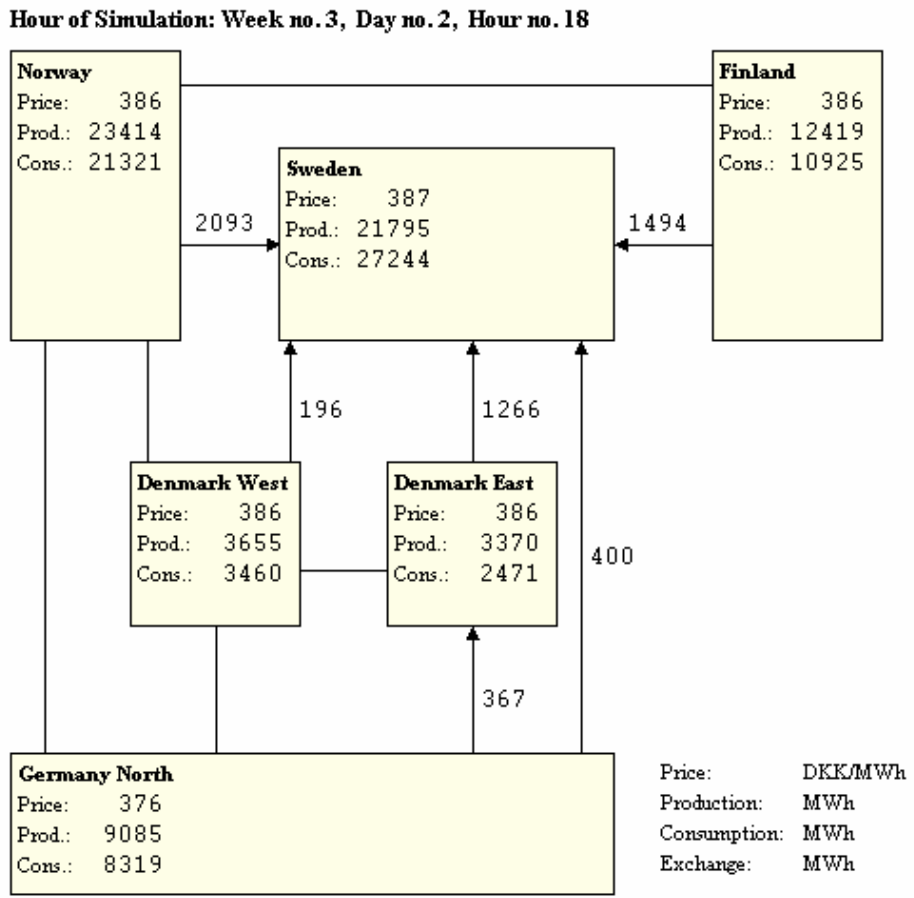 Hour of Simulation: Week no. 3, Day no. 2, Hour no. 18
Norway
Price: 386
Prod.: 23414
Cons.: 21321
Finland
Price: 386
Prod.: 12419
Cons.: 10925
Sweden
Price: 387
Prod.: 21795
Cons.: 27244
2093
1494
196
1266
400
Denmark West
Price: 386
Prod.: 3655
Cons.: 3460
Denmark East
Price: 386
Prod.: 3370
Cons.: 2471
367
Germany North
Price: 376
Prod.: 9085
Cons.: 8319
Price: DKK/MWh
Production: MWh
Consumption: MWh
Exchange: MWh